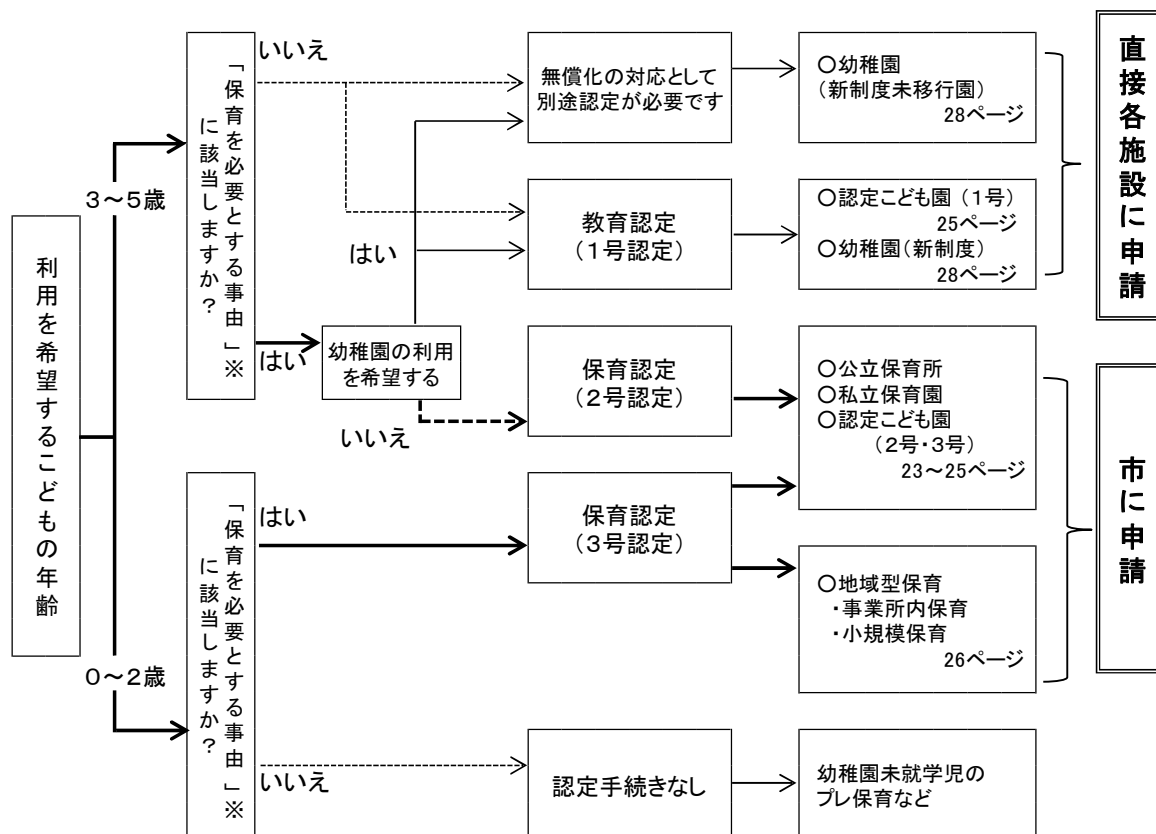 利用を希望するこどもの年齢
3～5歳
0～2歳
「保育を必要とする事由」※
に該当しますか？
いいえ
はい
幼稚園の利用
を希望する
はい
いいえ
無償化の対応として
別途認定が必要です
○幼稚園
(新制度未移行園)
28ページ
教育認定
(1号認定)
○認定こども園(1号)
25ページ
○幼稚園(新制度)
28ページ
直接各施設に申請
保育認定
(2号認定)
○公立保育所
○私立保育園
○認定こども園
(2号・3号)
23～25ページ
「保育を必要とする事由」※
に該当しますか？
はい
いいえ
保育認定
(3号認定)
○地域型保育
・事業所内保育
・小規模保育
26ページ
市に申請
認定手続きなし
幼稚園未就学児の
プレ保育など